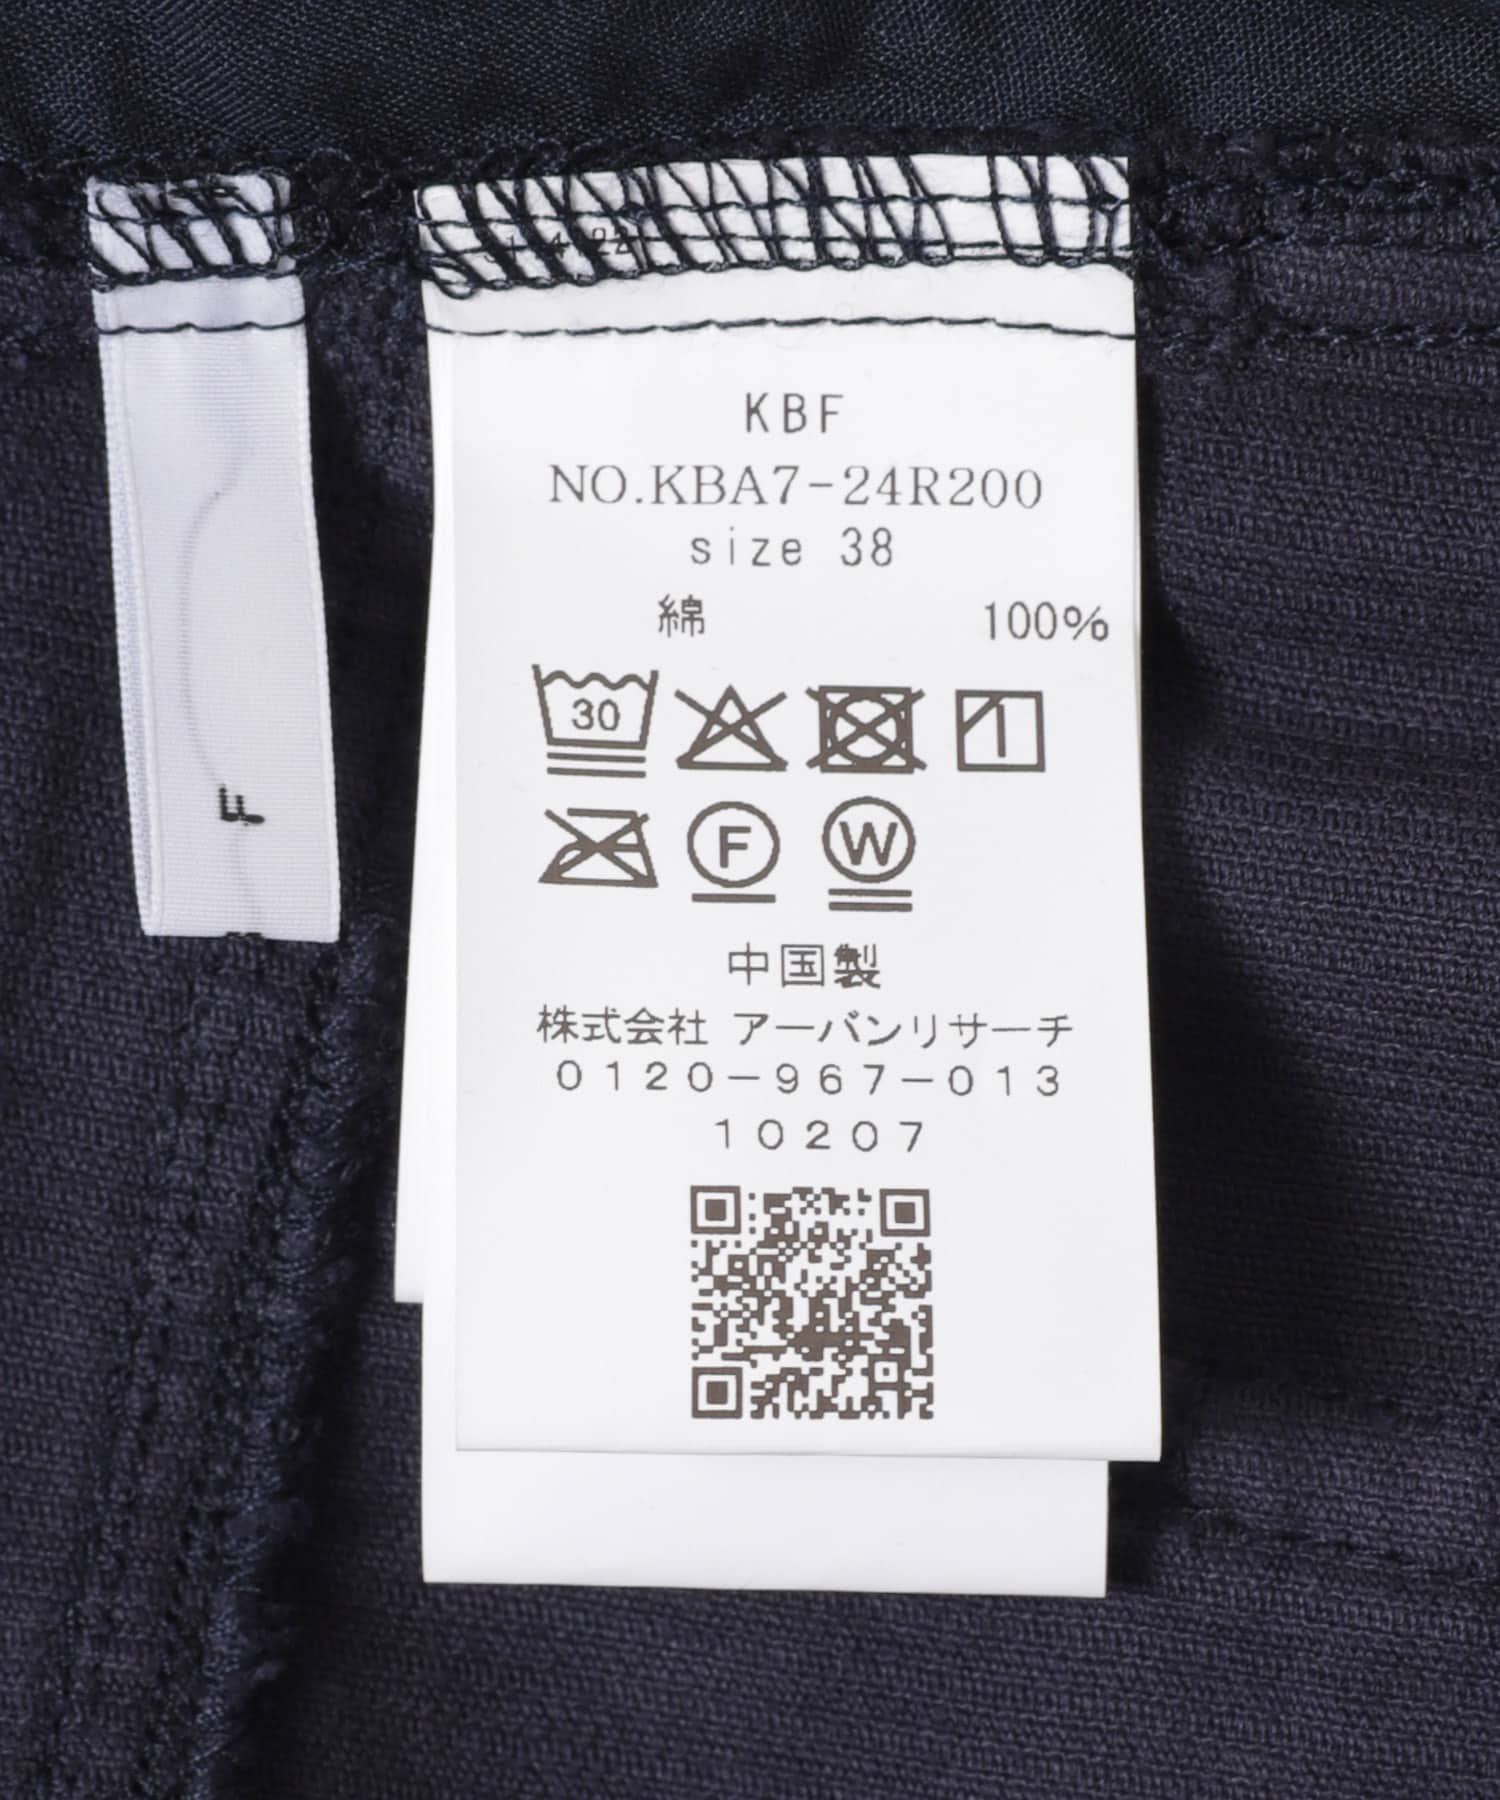 KBF
NO.KBA7-24R200
size 38
綿 100%
30
F W
中国製
株式会社 アーバンリサーチ
0120-967-013
10207
F